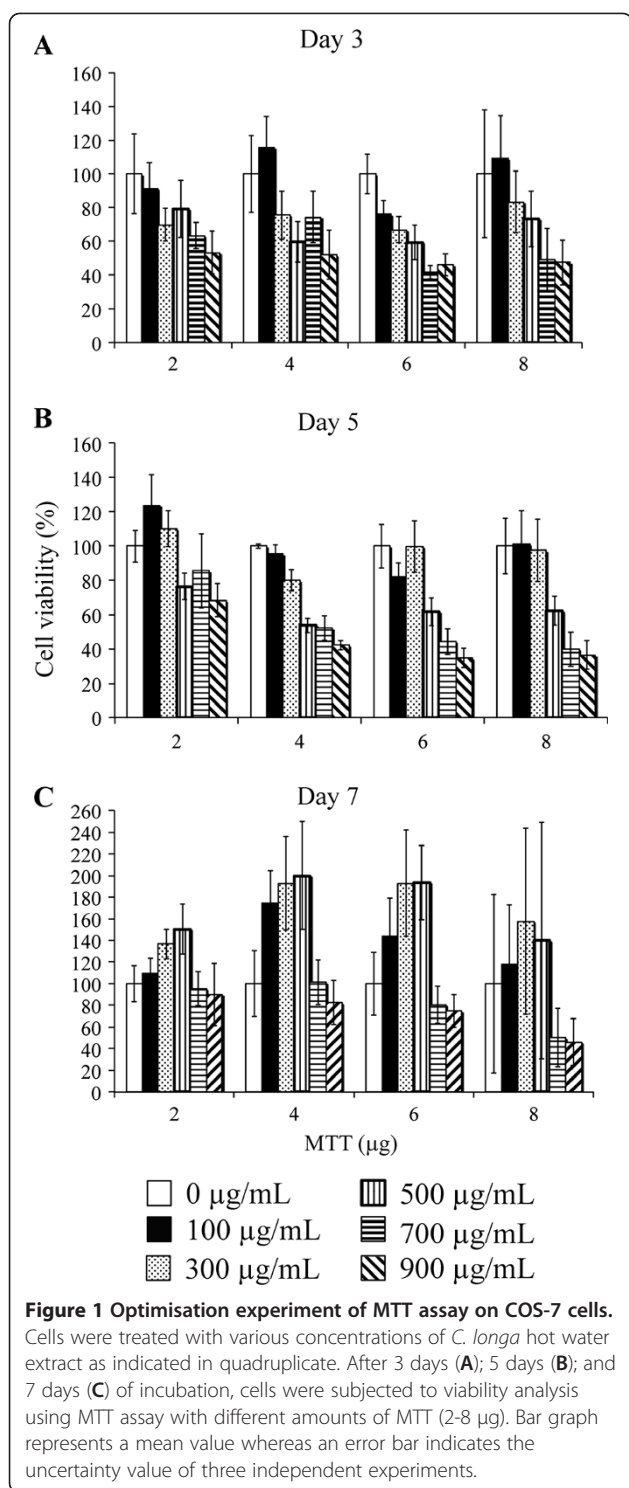 A
Day 3
160
140
120
100
80
60
40
20
0
2 4 6 8
B
Day 5
Cell viability (%)
160
140
120
100
80
60
40
20
0
2 4 6 8
C
Day 7
260
240
220
200
180
160
140
120
100
80
60
40
20
0
2 4 6 8
MTT (µg)
0 µg/mL 500 µg/mL
100 µg/mL 700 µg/mL
300 µg/mL 900 µg/mL
Figure 1 Optimisation experiment of MTT assay on COS-7 cells.
Cells were treated with various concentrations of C. longa hot water
extract as indicated in quadruplicate. After 3 days (A); 5 days (B); and
7 days (C) of incubation, cells were subjected to viability analysis
using MTT assay with different amounts of MTT (2-8 µg). Bar graph
represents a mean value whereas an error bar indicates the
uncertainty value of three independent experiments.